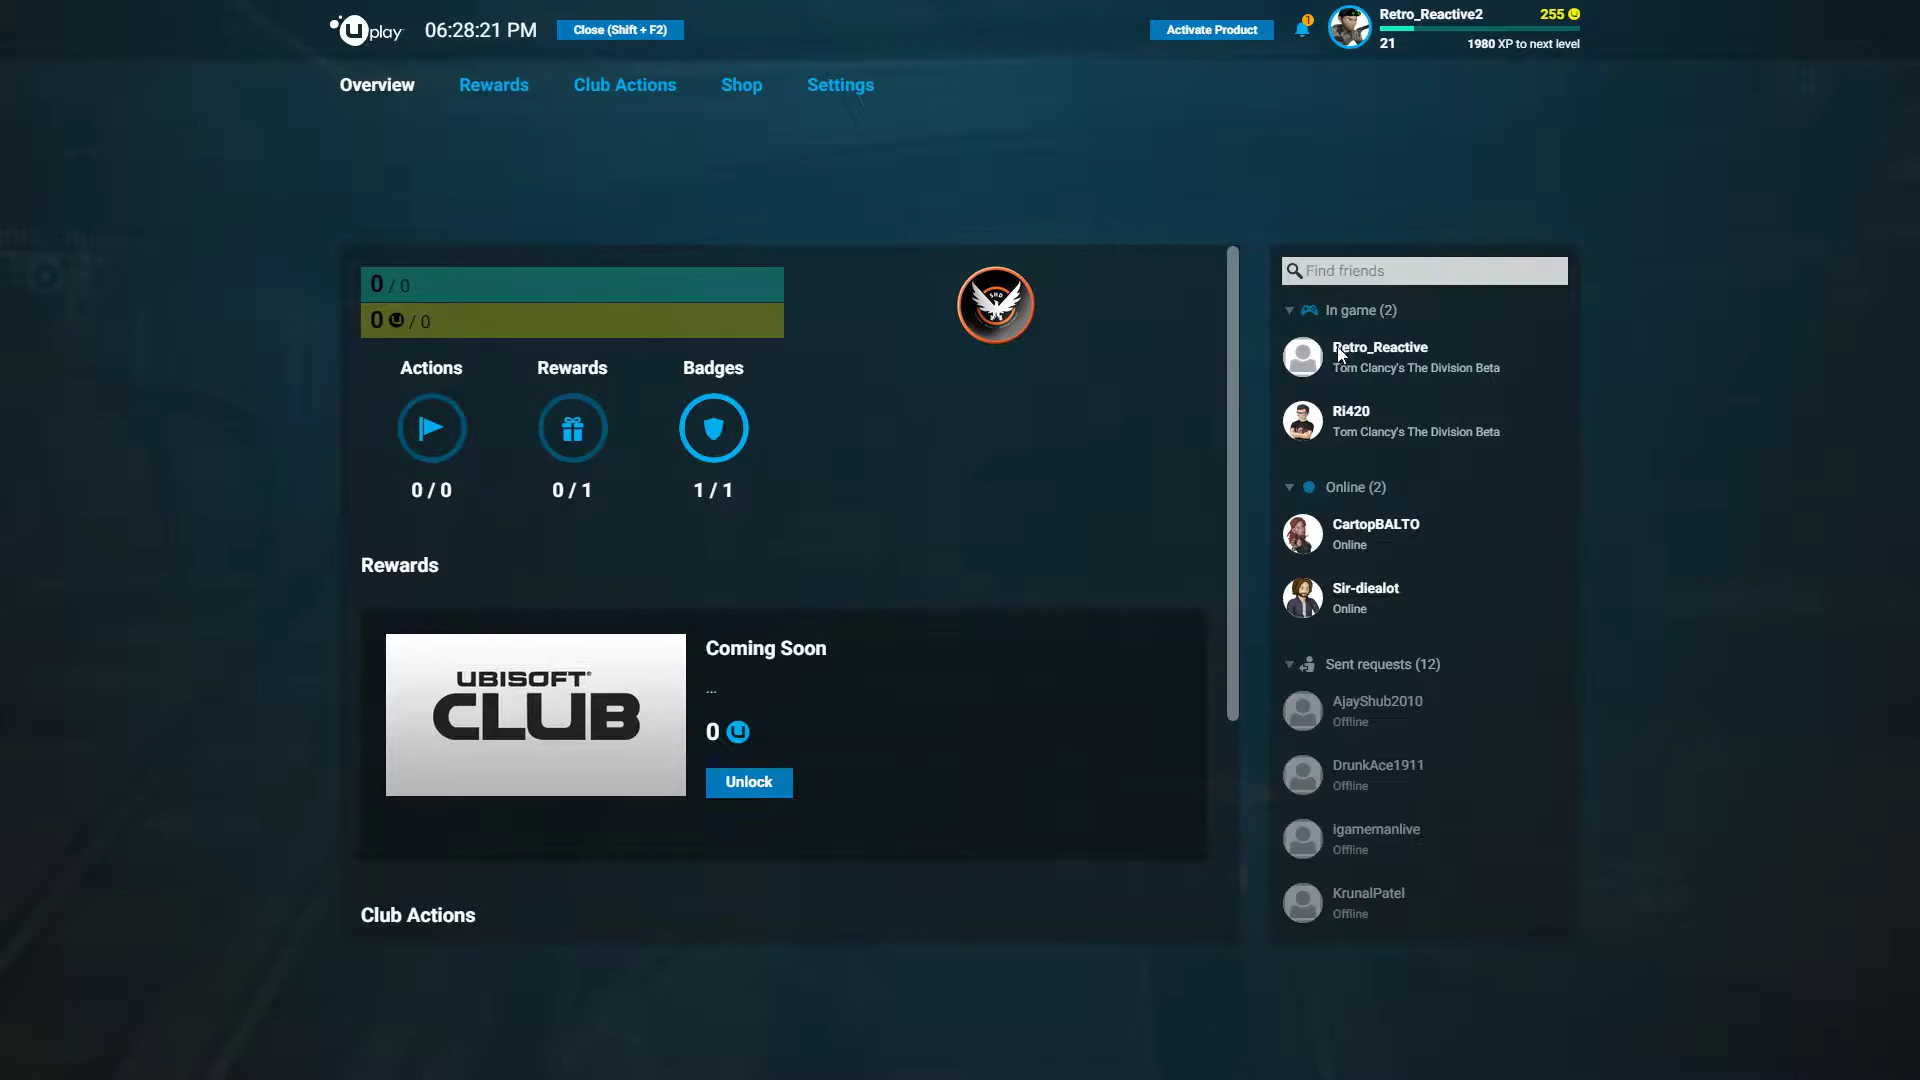 uplay
06:28:21 PM
Close (Shift + F2)
Activate Product
1
Retro_Reactive2
255
21
1980 XP to next level
Overview
Rewards
Club Actions
Shop
Settings
0 / 0
0 / 0
SHD
Actions
Rewards
Badges
0 / 0
0 / 1
1 / 1
Rewards
UBISOFT
CLUB
Coming Soon
...
0
Unlock
Club Actions
Find friends
In game (2)
Retro_Reactive
Tom Clancy's The Division Beta
Ri420
Tom Clancy's The Division Beta
Online (2)
CartopBALTO
Online
Sir-diealot
Online
Sent requests (12)
AjayShub2010
Offline
DrunkAce1911
Offline
igamemanlive
Offline
KrunalPatel
Offline